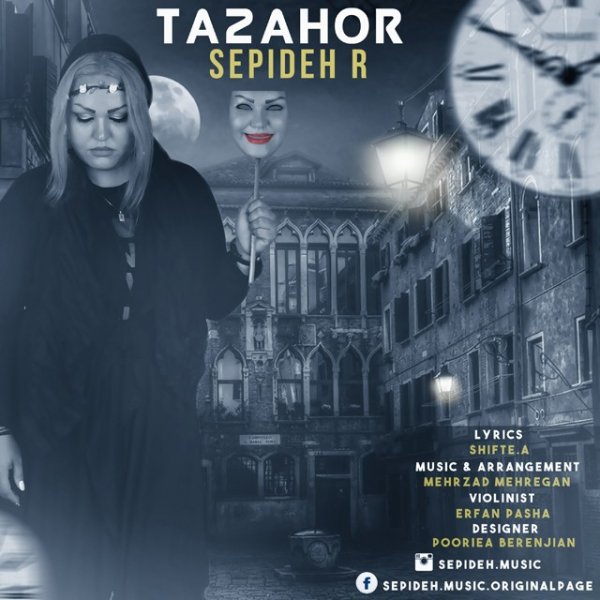 TAZAHOR
SEPIDEH R
LYRICS
SHIFTE.A
MUSIC & ARRANGEMENT
MEHRZAD MEHREGAN
VIOLINIST
ERFAN PASHA
DESIGNER
POORIEA BERENJIAN
SEPIDEH.MUSIC
f SEPIDEH.MUSIC.ORIGINALPAGE